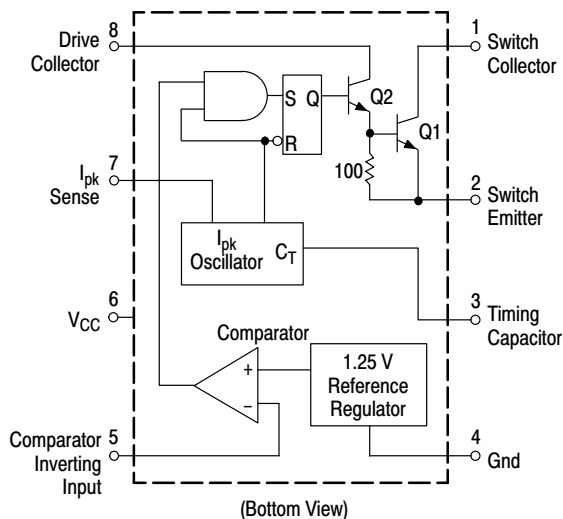 8
Drive
Collector
1
Switch
Collector
S
Q
R
Q2
Q1
100
7
Ipk
Sense
2
Switch
Emitter
Ipk
Oscillator
CT
6
VCC
3
Timing
Capacitor
Comparator
+
−
1.25 V
Reference
Regulator
5
Comparator
Inverting
Input
4
Gnd
(Bottom View)